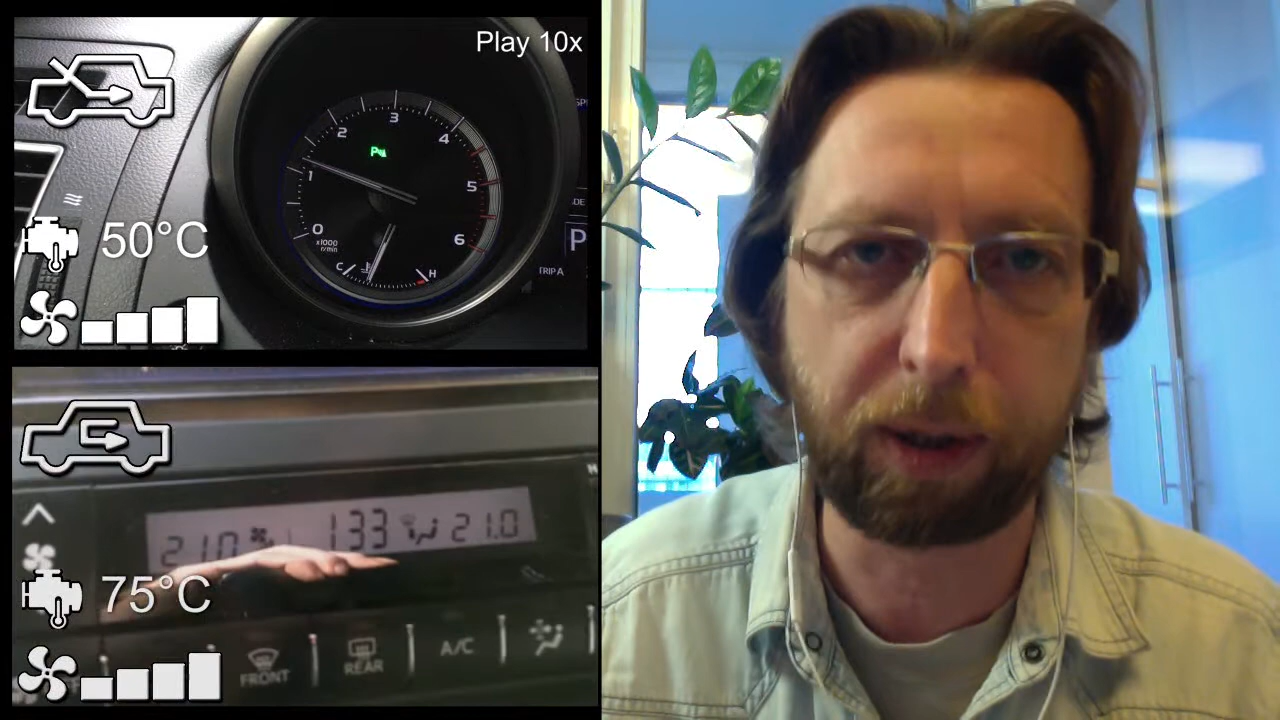 Play 10x
3
2
4
1
5
0
6
x1000
r/min
C
H
P
TRIP A
50°C
21.0
133
21.0
75°C
FRONT
REAR
A/C